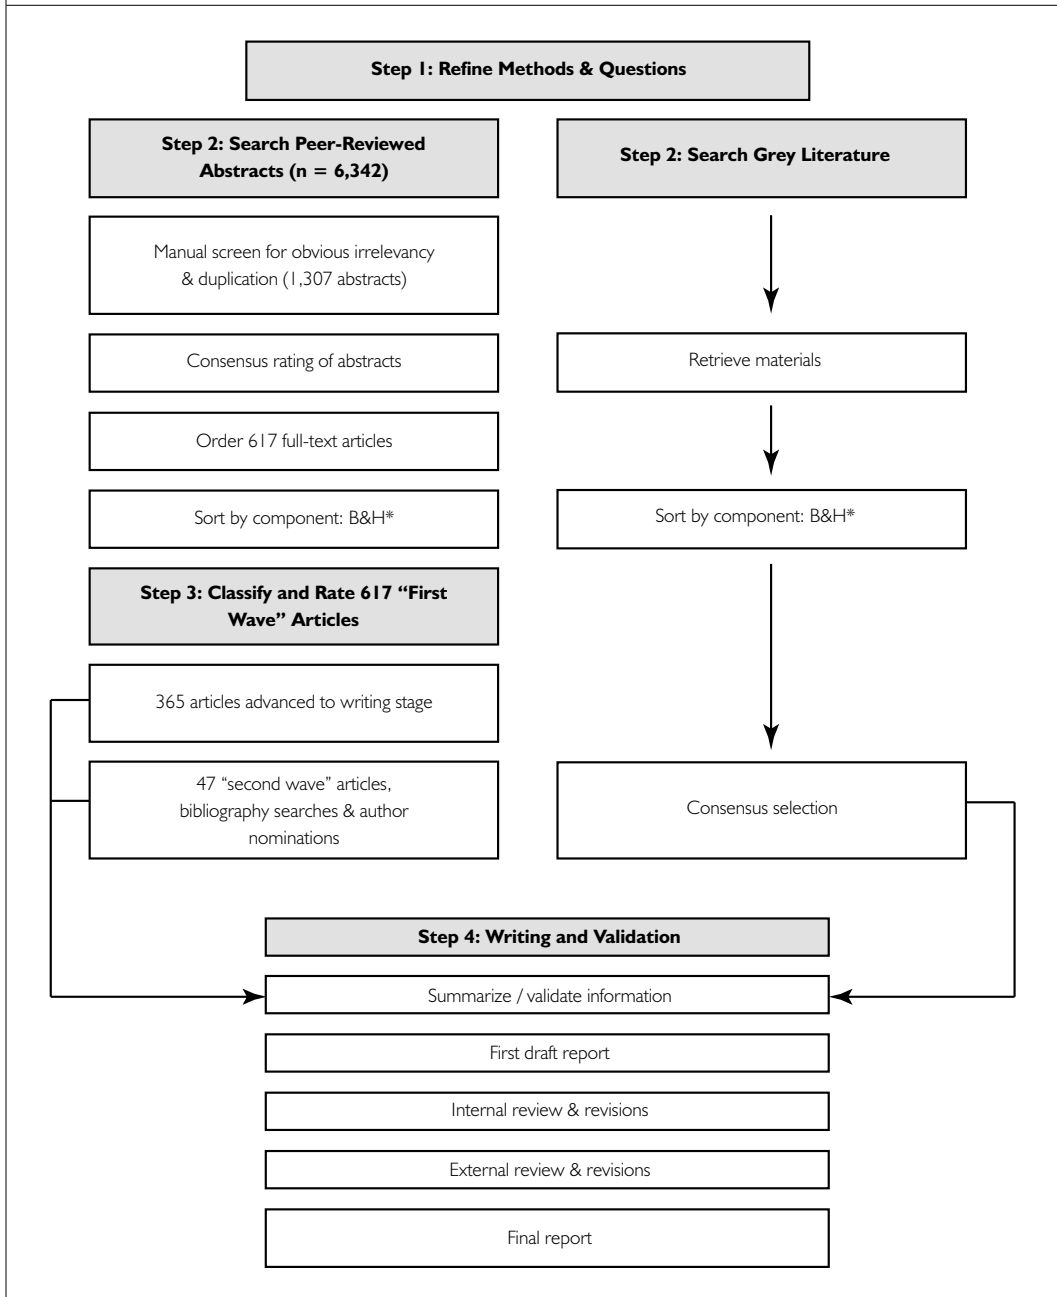 Step 1: Refine Methods & Questions
Step 2: Search Peer-Reviewed
Abstracts (n = 6,342)
Manual screen for obvious irrelevancy
& duplication (1,307 abstracts)
Consensus rating of abstracts
Order 617 full-text articles
Sort by component: B&H*
Step 3: Classify and Rate 617 “First
Wave” Articles
365 articles advanced to writing stage
47 “second wave” articles,
bibliography searches & author
nominations
Step 2: Search Grey Literature
Retrieve materials
Sort by component: B&H*
Consensus selection
Step 4: Writing and Validation
Summarize / validate information
First draft report
Internal review & revisions
External review & revisions
Final report